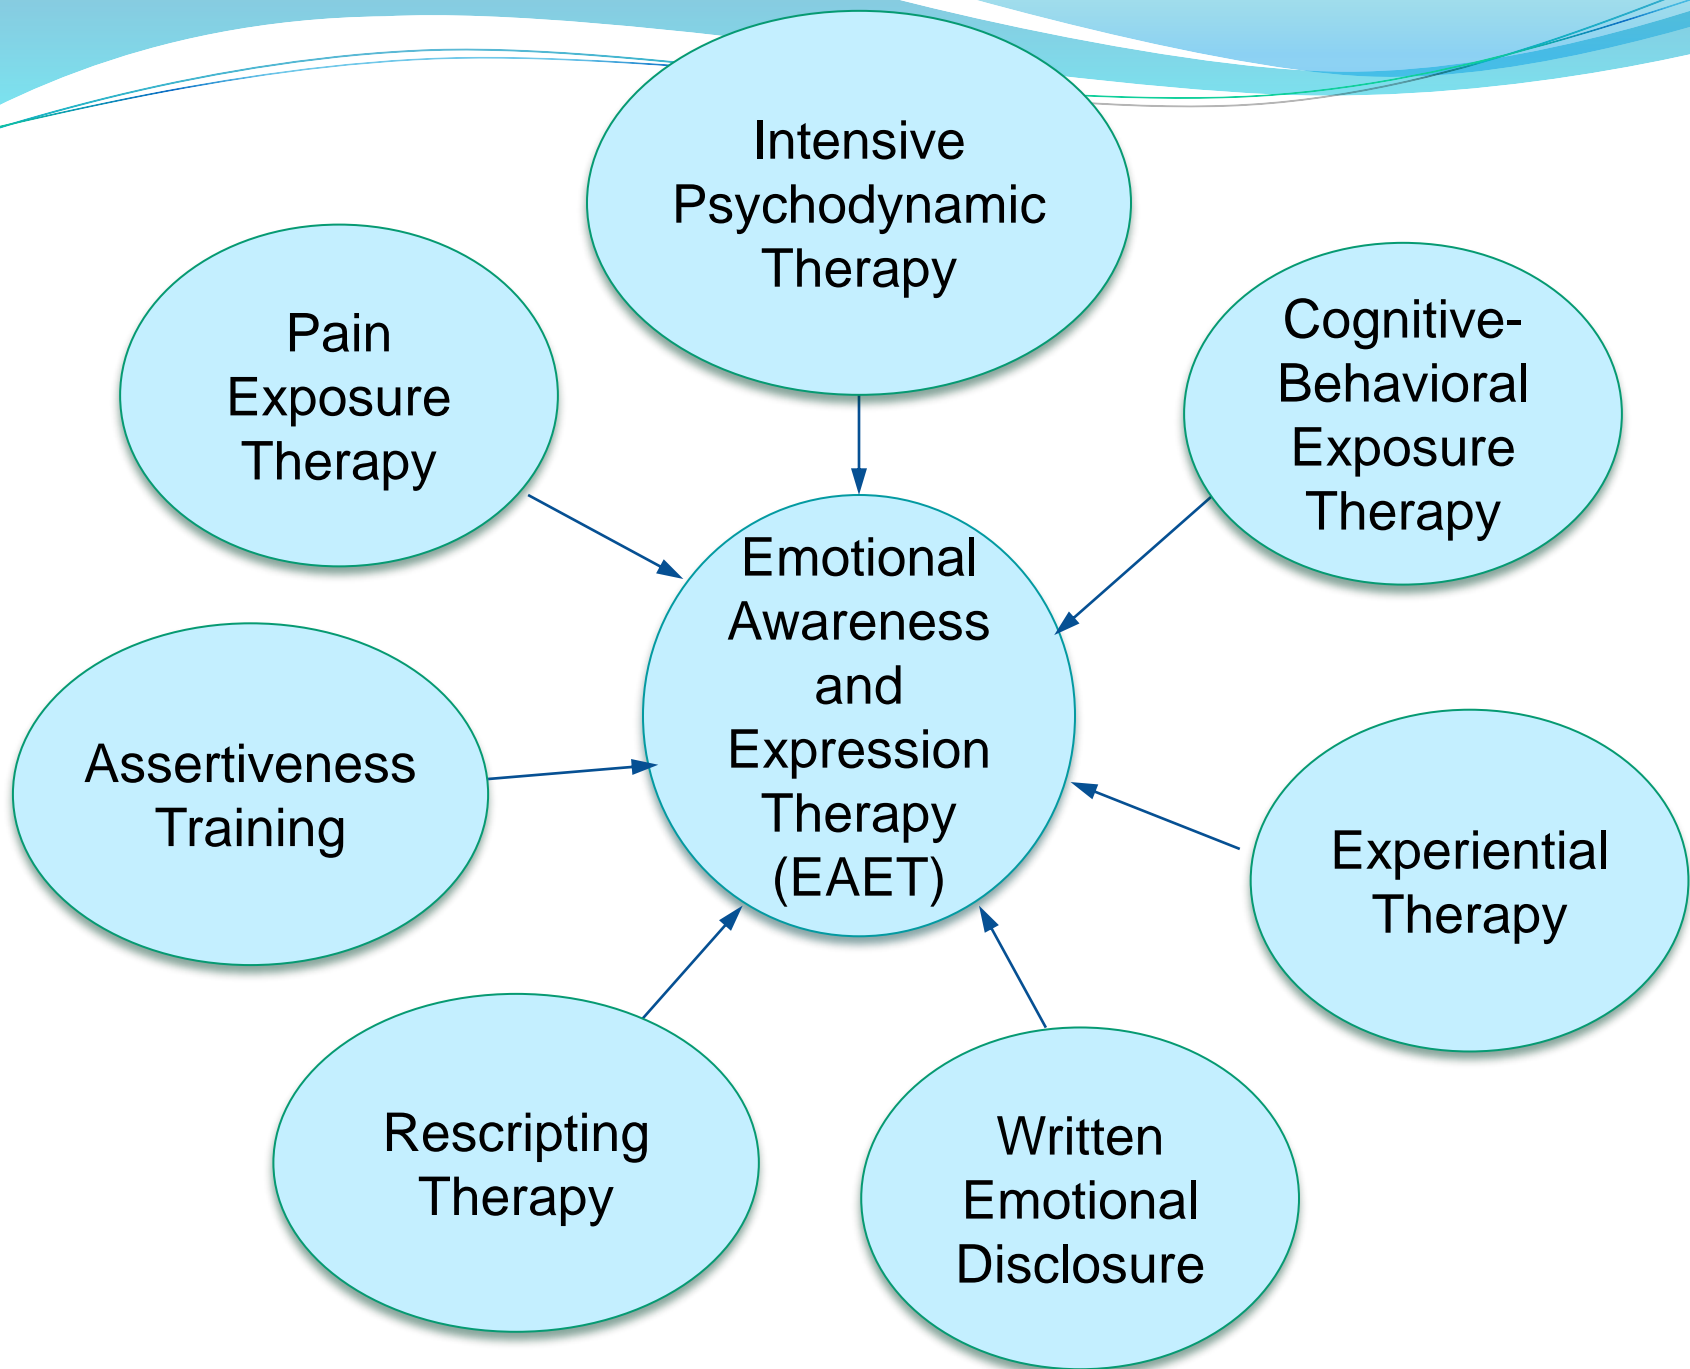 Intensive
Psychodynamic
Therapy
Pain
Exposure
Therapy
Cognitive-
Behavioral
Exposure
Therapy
Emotional
Awareness
and
Expression
Therapy
(EAET)
Assertiveness
Training
Experiential
Therapy
Rescripting
Therapy
Written
Emotional
Disclosure